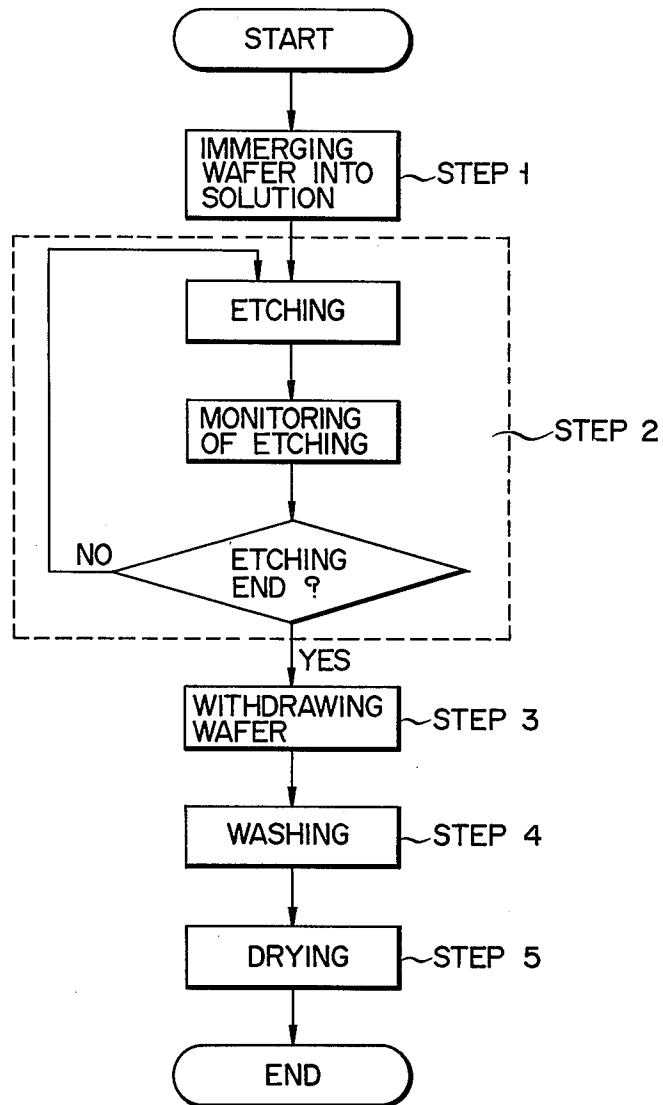 START
IMMERGING
WAFER INTO
SOLUTION
STEP 1
ETCHING
MONITORING
OF ETCHING
STEP 2
NO
ETCHING
END ?
YES
WITHDRAWING
WAFER
STEP 3
WASHING
STEP 4
DRYING
STEP 5
END